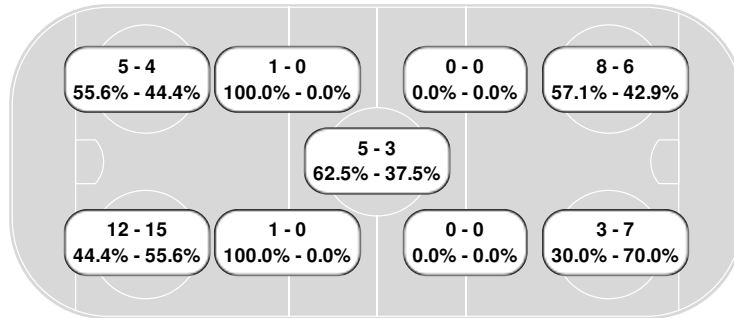 5 - 4
55.6% - 44.4%
1 - 0
100.0% - 0.0%
0 - 0
0.0% - 0.0%
8 - 6
57.1% - 42.9%
5 - 3
62.5% - 37.5%
12 - 15
44.4% - 55.6%
1 - 0
100.0% - 0.0%
0 - 0
0.0% - 0.0%
3 - 7
30.0% - 70.0%